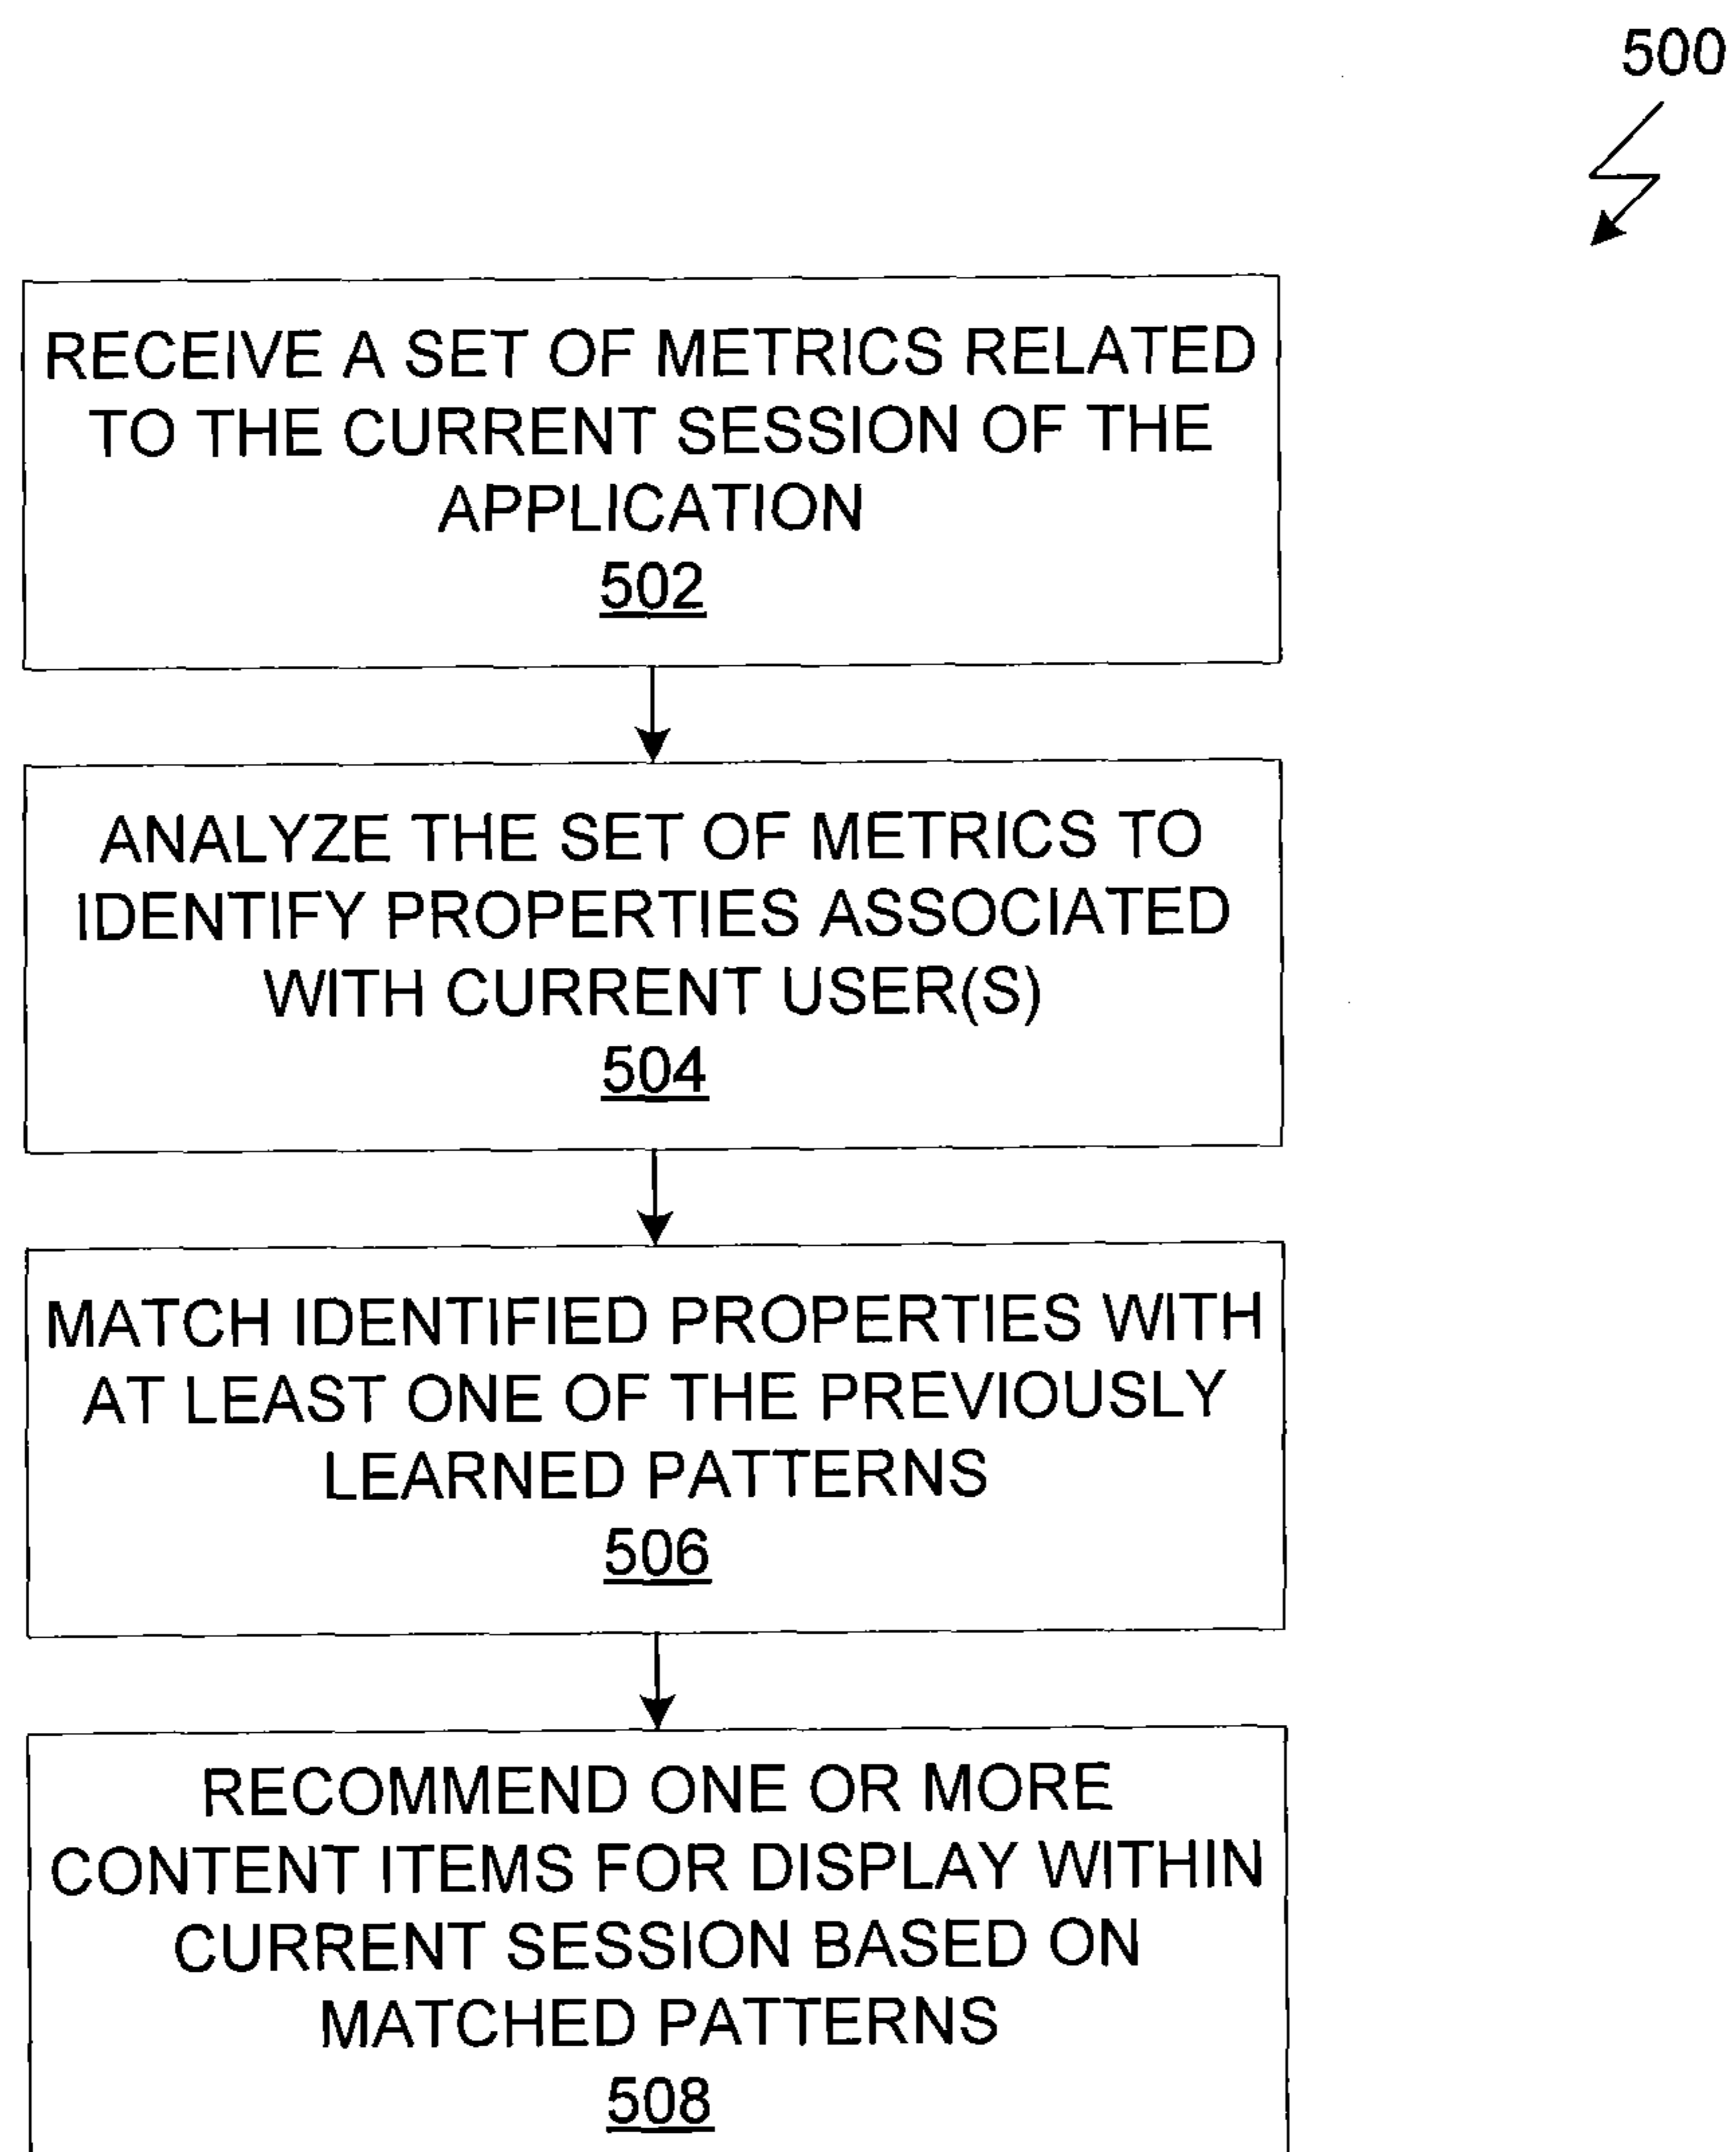 500
RECEIVE A SET OF METRICS RELATED
TO THE CURRENT SESSION OF THE
APPLICATION
502
ANALYZE THE SET OF METRICS TO
IDENTIFY PROPERTIES ASSOCIATED
WITH CURRENT USER(S)
504
MATCH IDENTIFIED PROPERTIES WITH
AT LEAST ONE OF THE PREVIOUSLY
LEARNED PATTERNS
506
RECOMMEND ONE OR MORE
CONTENT ITEMS FOR DISPLAY WITHIN
CURRENT SESSION BASED ON
MATCHED PATTERNS
508